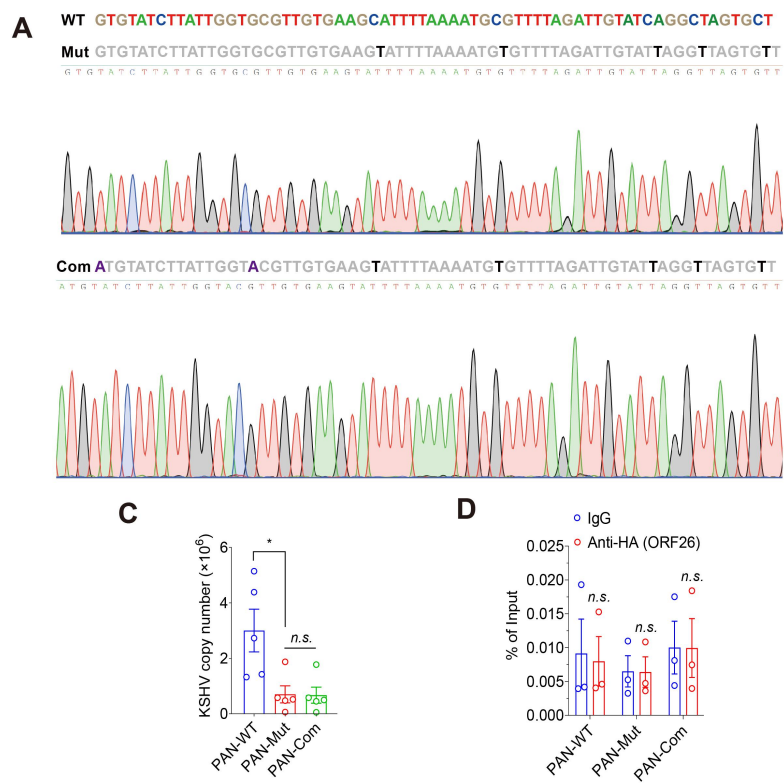 A
WT GTGTATCTTATTGGTGCGTTGTGAAGCATTTTAAAATGCGTTTTAGATTGTATCAGGCTAGTGCT
Mut GTGTATCTTATTGGTGCGTTGTGAAGTATTTTAAAATGTGTTTTAGATTGTATTAGGTTAGTGTT
G T G T A T C T T A T T G G T G C G T T G T G A A G T A T T T T A A A A T G T G T T T T A G A T T G T A T T A G G T T A G T G T T
Com ATGTATCTTATTGGTACGTTGTGAAGTATTTTAAAATGTGTTTTAGATTGTATTAGGTTAGTGTT
A T G T A T C T T A T T G G T A C G T T G T G A A G T A T T T T A A A A T G T G T T T T A G A T T G T A T T A G G T T A G T G T T
C
KSHV copy number (×10⁶)
6
4
2
0
*
n.s.
PAN-WT
PAN-Mut
PAN-Com
D
IgG
Anti-HA (ORF26)
% of Input
0.025
0.020
0.015
0.010
0.005
0.000
n.s.
n.s.
n.s.
PAN-WT
PAN-Mut
PAN-Com